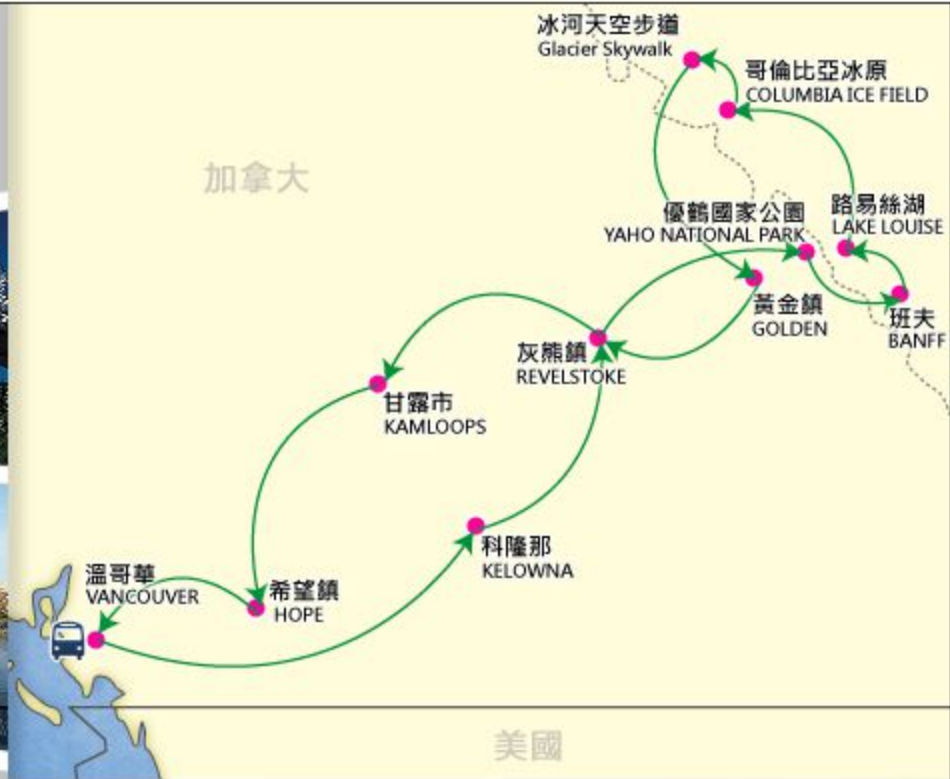 冰河天空步道
Glacier Skywalk
哥倫比亞冰原
COLUMBIA ICE FIELD
加拿大
優鶴國家公園
YAHO NATIONAL PARK
路易絲湖
LAKE LOUISE
黃金鎮
GOLDEN
班夫
BANFF
灰熊鎮
REVELSTOKE
甘露市
KAMLOOPS
科隆那
KELOWNA
溫哥華
VANCOUVER
希望鎮
HOPE
美國